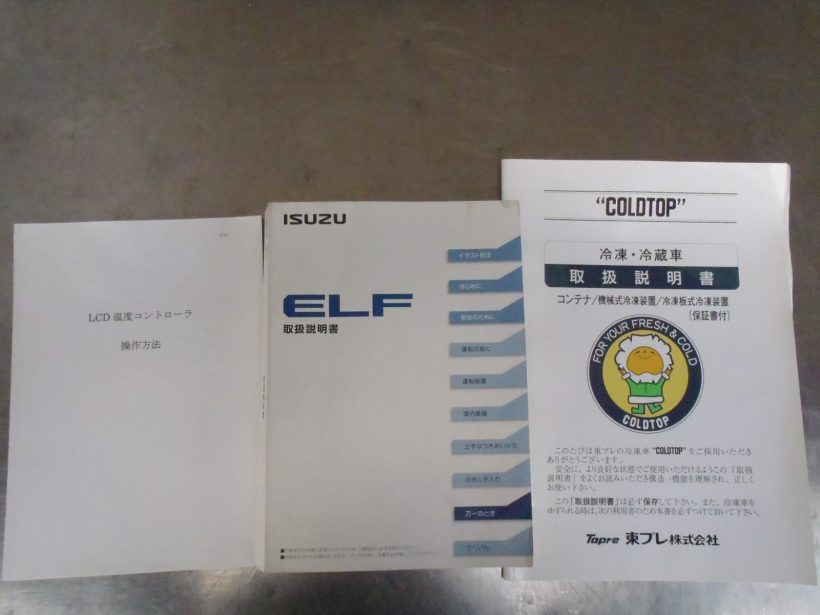 LCD 温度コントローラ
操作方法
ISUZU
ELF
取扱説明書
イラスト目次
はじめに
安全のために
運転の前に
運転装置
室内装備
上手なつきあいかた
点検と手入れ
万一のとき
さくいん
"COLDTOP"
冷凍・冷蔵車
取扱説明書
コンテナ/機械式冷凍装置/冷凍板式冷凍装置
(保証書付)
FOR YOUR FRESH & COLD
COLDTOP
このたびは東プレの冷凍車"COLDTOP"をご採用いただき
ありがとうございます。
安全に、より良好な状態でご使用いただけるようこの「取扱
説明書」をよくお読みいただき構造・機能を理解され、正しく
お使い下さい。
この「取扱説明書」は必ず保存して下さい。また、冷凍車を
ゆずられる時は、次の利用者のため本書を必ずつけておいて下さい。
Topre 東プレ株式会社